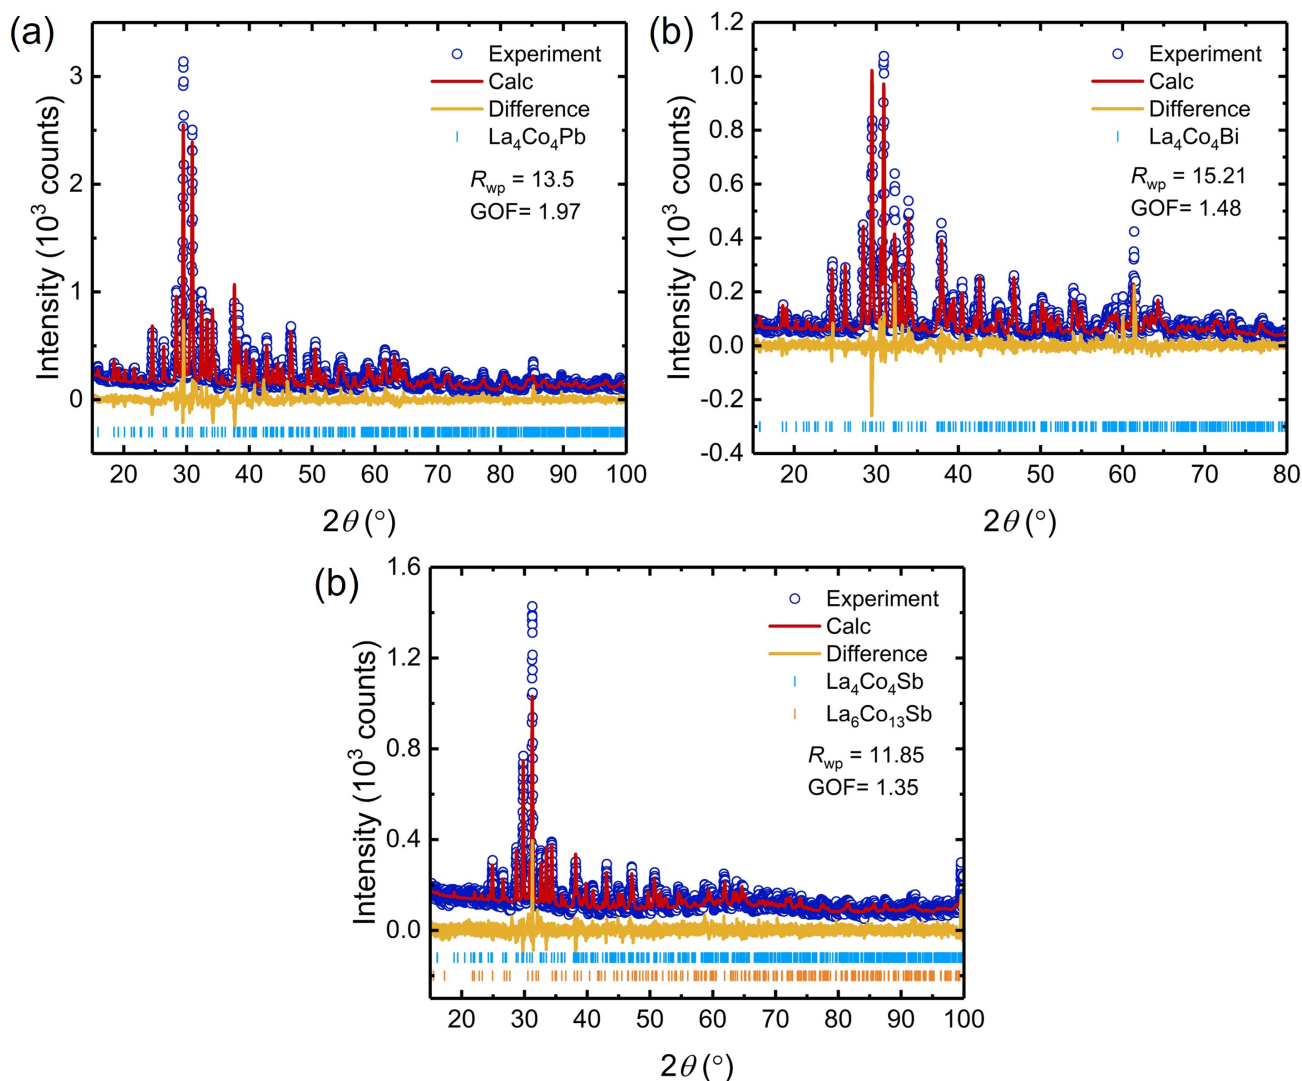 (a)
Experiment
Calc
Difference
La₄Co₄Pb
Rwp = 13.5
GOF= 1.97
Intensity (10³ counts)
3
2
1
0
20 30 40 50 60 70 80 90 100
2θ (°)
(b)
Experiment
Calc
Difference
La₄Co₄Bi
Rwp = 15.21
GOF= 1.48
Intensity (10³ counts)
1.2
1.0
0.8
0.6
0.4
0.2
0.0
-0.2
-0.4
20 30 40 50 60 70 80
2θ (°)
(b)
Experiment
Calc
Difference
La₄Co₄Sb
La₆Co₁₃Sb
Rwp = 11.85
GOF= 1.35
Intensity (10³ counts)
1.6
1.2
0.8
0.4
0.0
20 30 40 50 60 70 80 90 100
2θ (°)